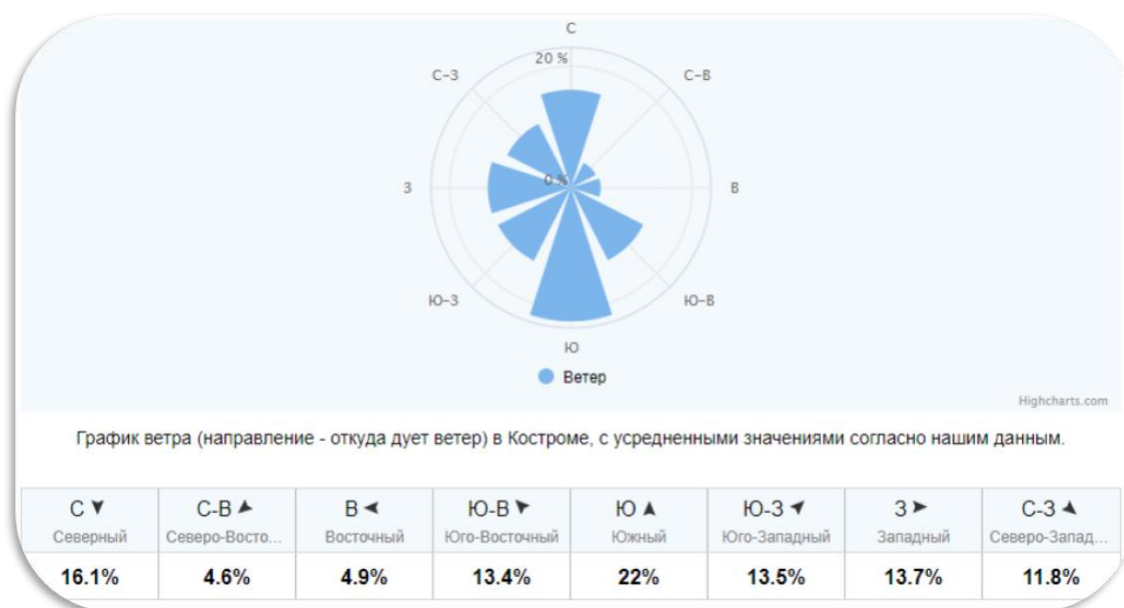 С
20 %
С-З
С-В
0 %
З
В
Ю-З
Ю-В
Ю
Ветер
Highcharts.com
График ветра (направление - откуда дует ветер) в Костроме, с усредненными значениями согласно нашим данным.
С С-В В Ю-В Ю Ю-З З С-З
Северный Северо-Восто... Восточный Юго-Восточный Южный Юго-Западный Западный Северо-Запад...
16.1% 4.6% 4.9% 13.4% 22% 13.5% 13.7% 11.8%